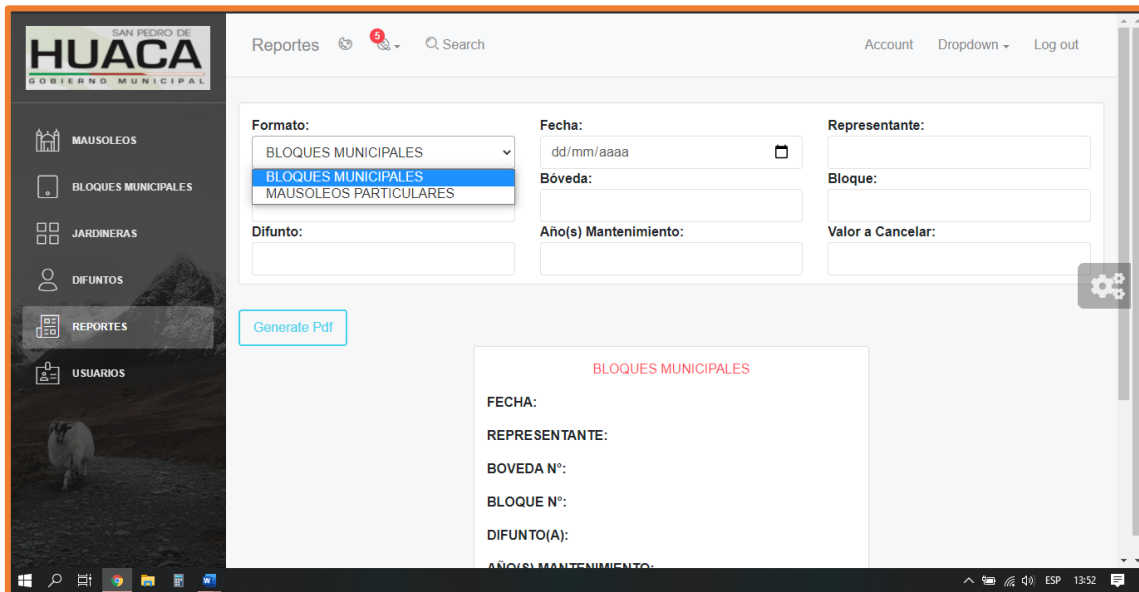 SAN PEDRO DE
HUACA
GOBIERNO MUNICIPAL
MAUSOLEOS
BLOQUES MUNICIPALES
JARDINERAS
DIFUNTOS
REPORTES
USUARIOS
Reportes 5 Search Account Dropdown Log out
Formato: Fecha: Representante:
BLOQUES MUNICIPALES dd/mm/aaaa
BLOQUES MUNICIPALES Bóveda: Bloque:
MAUSOLEOS PARTICULARES
Difunto: Año(s) Mantenimiento: Valor a Cancelar:
Generate Pdf
BLOQUES MUNICIPALES
FECHA:
REPRESENTANTE:
BOVEDA N°:
BLOQUE N°:
DIFUNTO(A):
AÑO(S) MANTENIMIENTO:
ESP 13:52